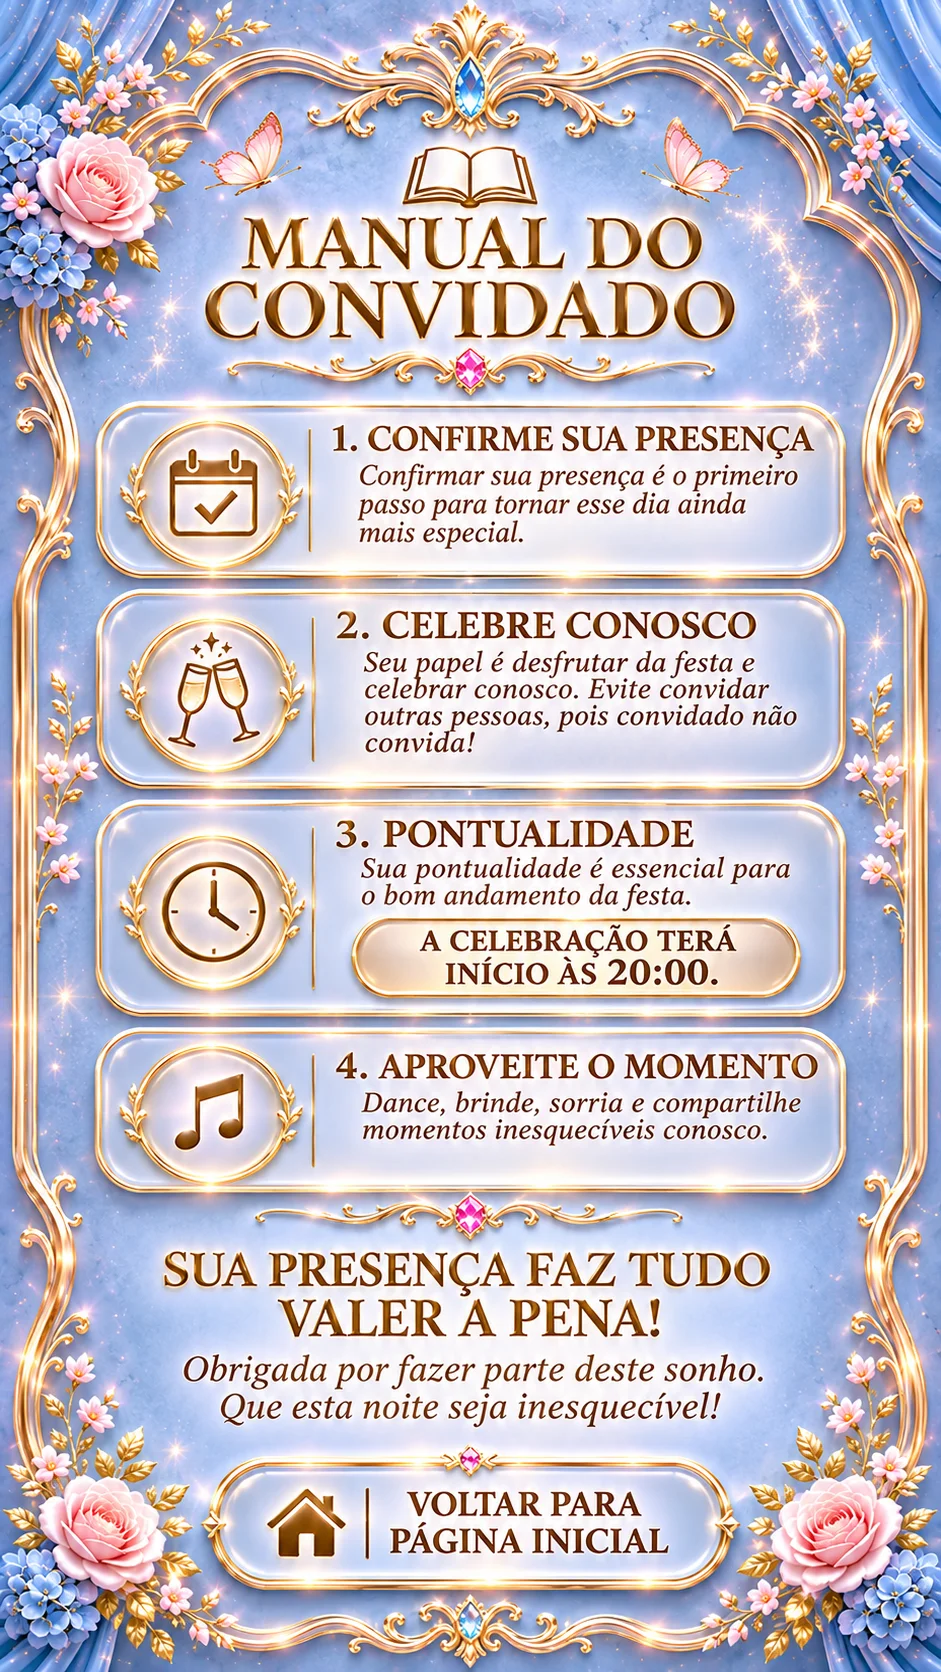 MANUAL DO
CONVIDADO
1. CONFIRME SUA PRESENÇA
Confirmar sua presença é o primeiro
passo para tornar esse dia ainda
mais especial.
2. CELEBRE CONOSCO
Seu papel é desfrutar da festa e
celebrar conosco. Evite convidar
outras pessoas, pois convidado não
convida!
3. PONTUALIDADE
Sua pontualidade é essencial para
o bom andamento da festa.
A CELEBRAÇÃO TERÁ
INÍCIO ÀS 20:00.
4. APROVEITE O MOMENTO
Dance, brinde, sorria e compartilhe
momentos inesquecíveis conosco.
SUA PRESENÇA FAZ TUDO
VALER A PENA!
Obrigada por fazer parte deste sonho.
Que esta noite seja inesquecível!
VOLTAR PARA
PÁGINA INICIAL